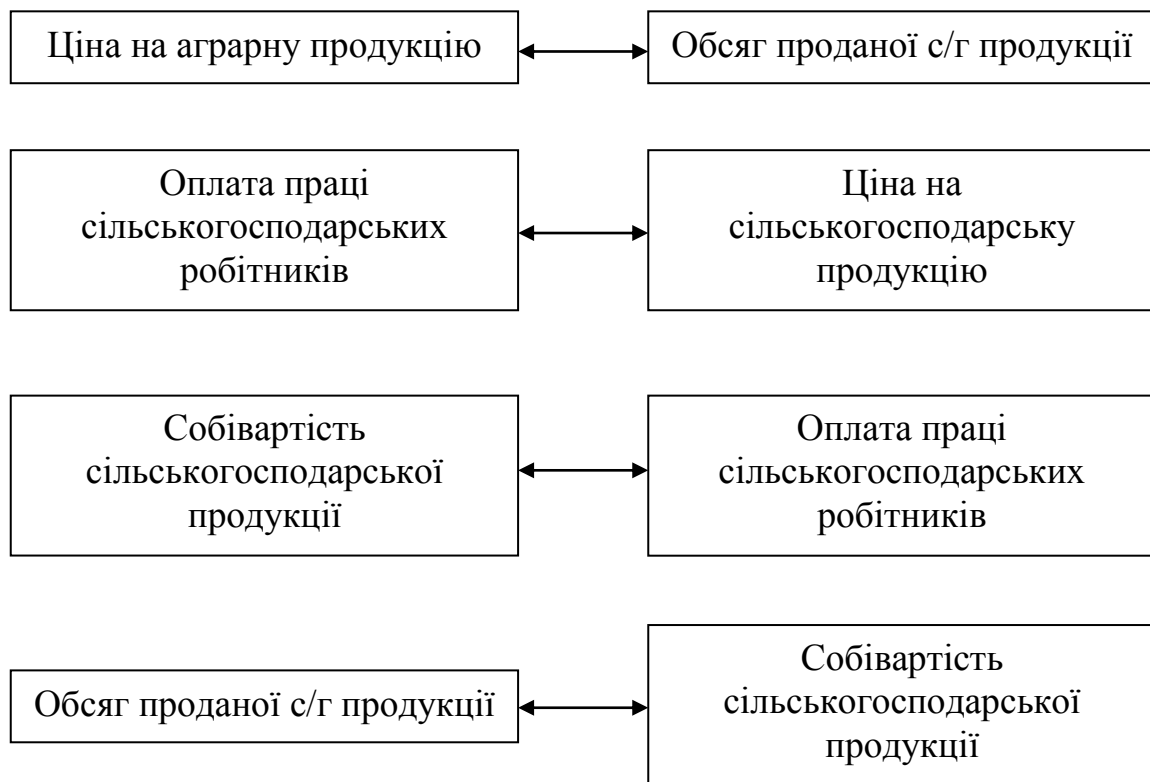 Ціна на аграрну продукцію
Обсяг проданої с/г продукції
Оплата праці
сільськогосподарських
робітників
Ціна на
сільськогосподарську
продукцію
Собівартість
сільськогосподарської
продукції
Оплата праці
сільськогосподарських
робітників
Обсяг проданої с/г продукції
Собівартість
сільськогосподарської
продукції